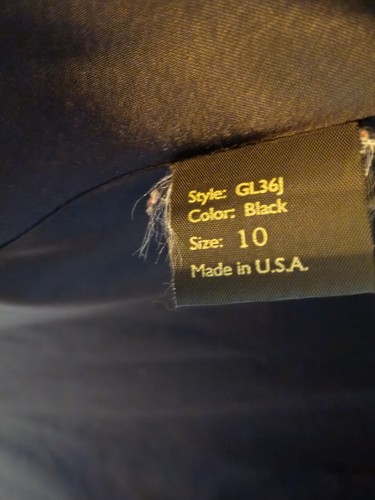 Style: GL36J
Color: Black
Size: 10
Made in U.S.A.